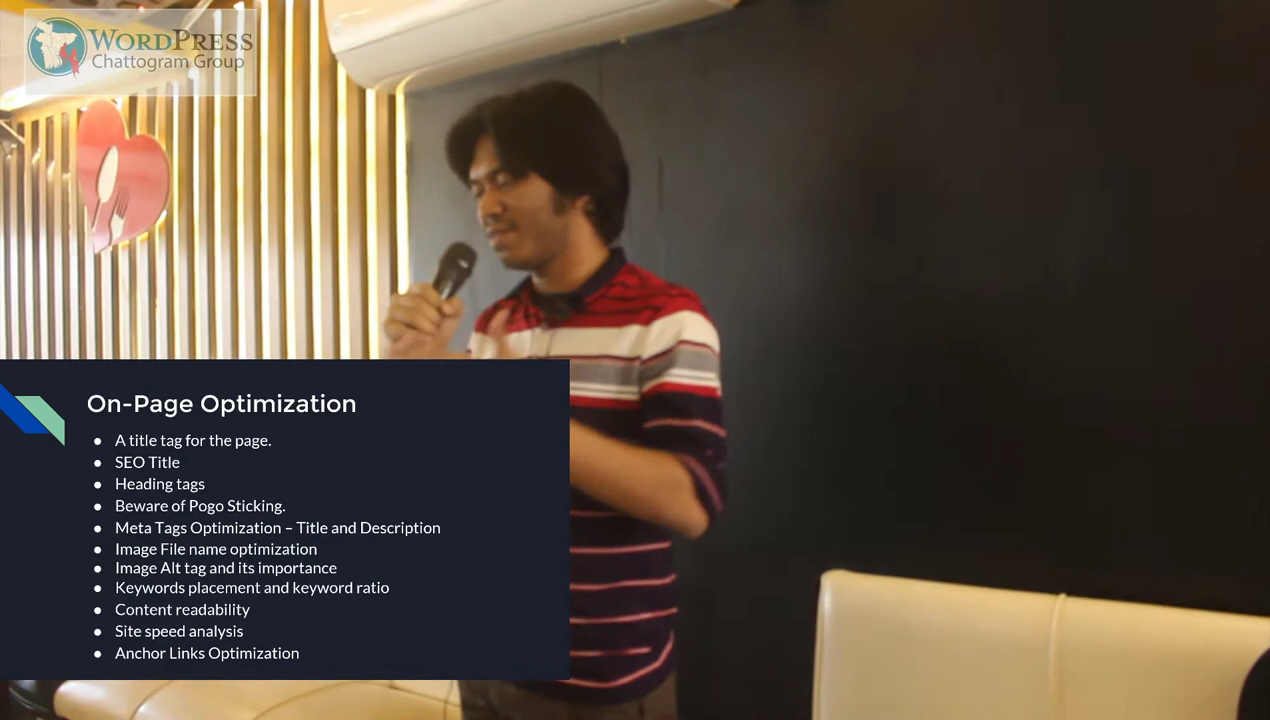 WORDPRESS
Chattogram Group
On-Page Optimization
● A title tag for the page.
● SEO Title
● Heading tags
● Beware of Pogo Sticking.
● Meta Tags Optimization – Title and Description
● Image File name optimization
● Image Alt tag and its importance
● Keywords placement and keyword ratio
● Content readability
● Site speed analysis
● Anchor Links Optimization